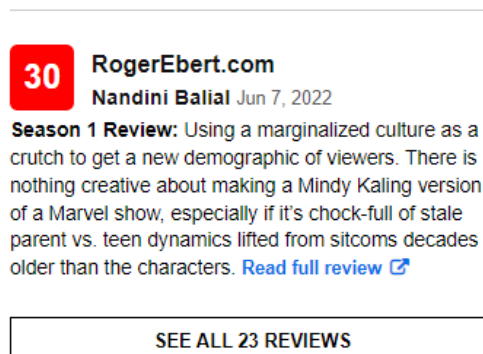 30
RogerEbert.com
Nandini Balial Jun 7, 2022
Season 1 Review: Using a marginalized culture as a
crutch to get a new demographic of viewers. There is
nothing creative about making a Mindy Kaling version
of a Marvel show, especially if it's chock-full of stale
parent vs. teen dynamics lifted from sitcoms decades
older than the characters. Read full review
SEE ALL 23 REVIEWS